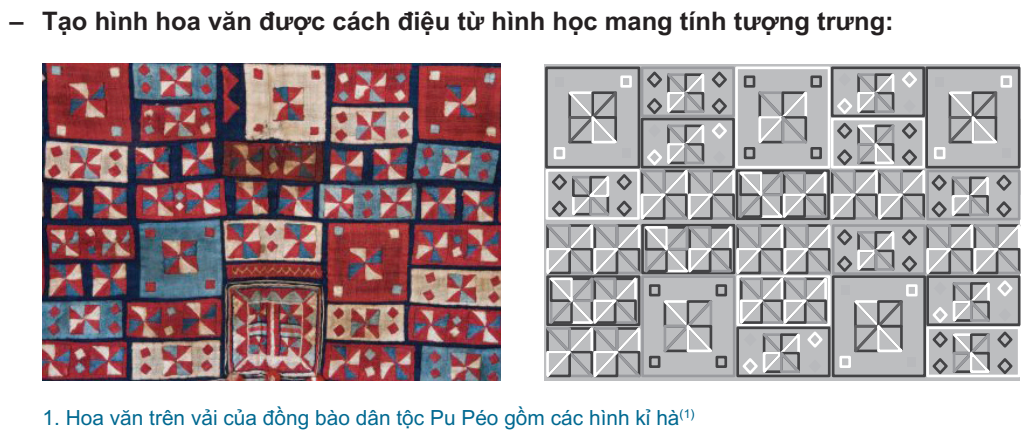 – Tạo hình hoa văn được cách điệu từ hình học mang tính tượng trưng:
1. Hoa văn trên vải của đồng bào dân tộc Pu Péo gồm các hình kỉ hà(1)